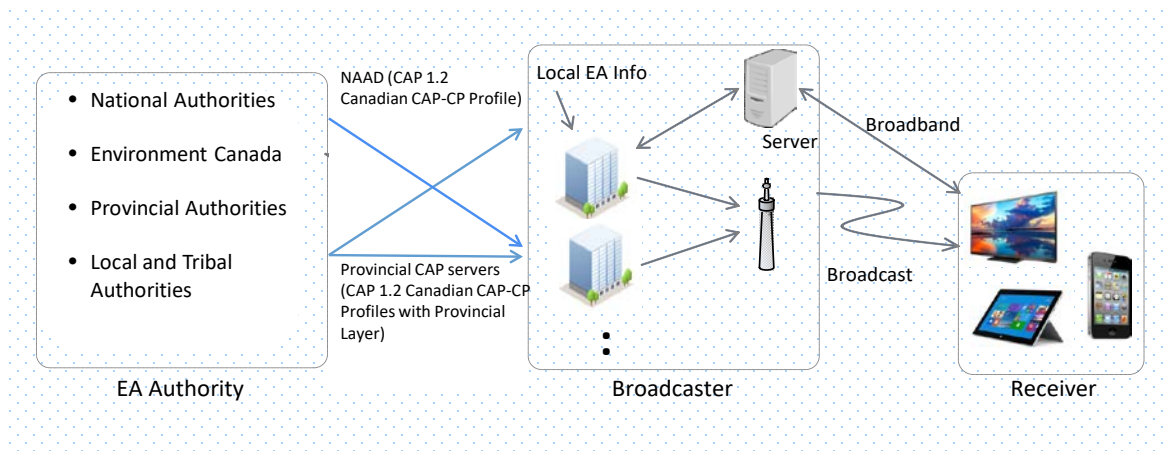 • National Authorities
• Environment Canada
• Provincial Authorities
• Local and Tribal
Authorities
EA Authority
NAAD (CAP 1.2
Canadian CAP-CP Profile)
Provincial CAP servers
(CAP 1.2 Canadian CAP-CP
Profiles with Provincial
Layer)
Local EA Info
Server
:
Broadcaster
Broadband
Broadcast
Receiver